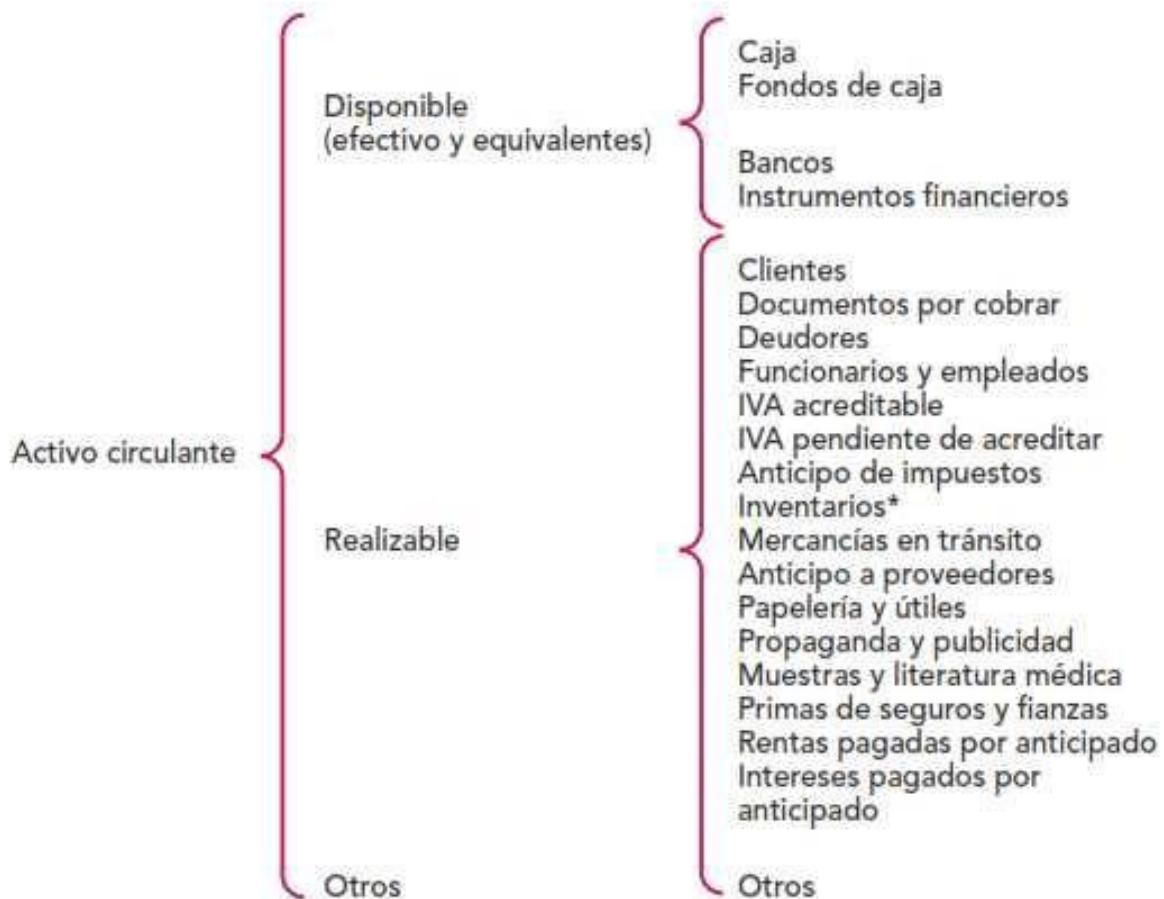 Activo circulante
Disponible
(efectivo y equivalentes)
Caja
Fondos de caja
Bancos
Instrumentos financieros
Realizable
Clientes
Documentos por cobrar
Deudores
Funcionarios y empleados
IVA acreditable
IVA pendiente de acreditar
Anticipo de impuestos
Inventarios*
Mercancías en tránsito
Anticipo a proveedores
Papelería y útiles
Propaganda y publicidad
Muestras y literatura médica
Primas de seguros y fianzas
Rentas pagadas por anticipado
Intereses pagados por
anticipado
Otros
Otros